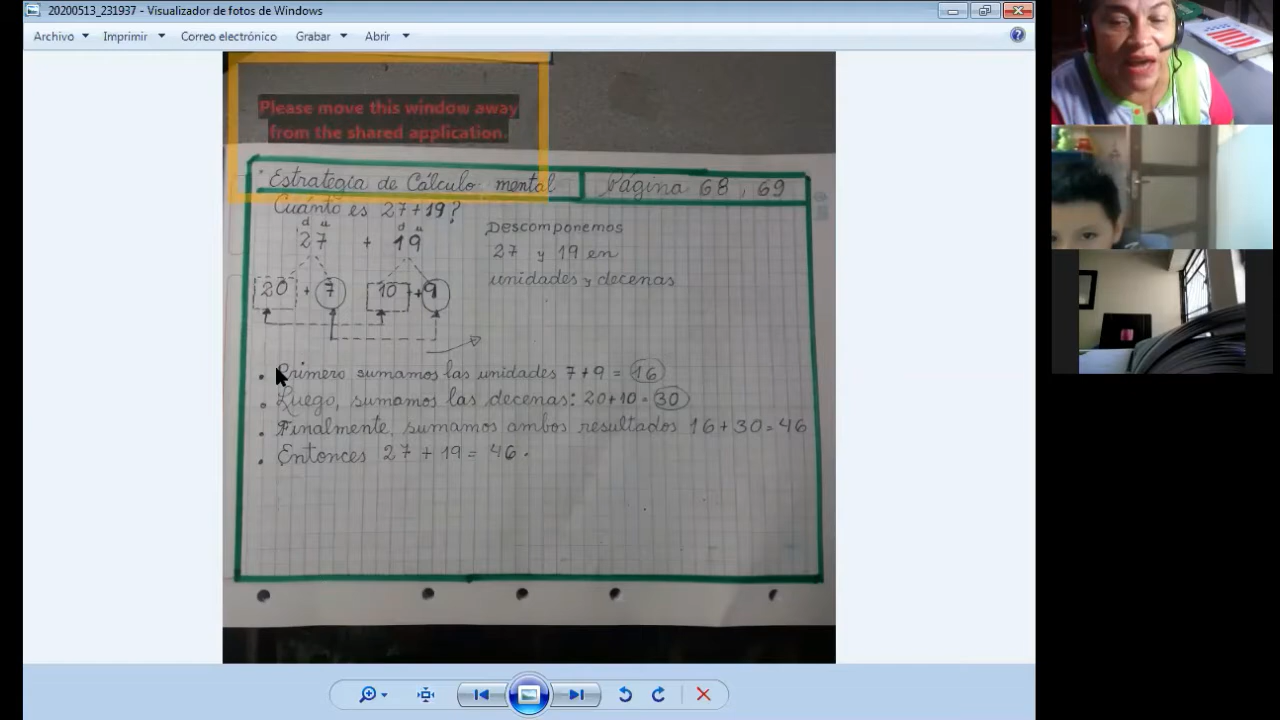 20200513_231937 - Visualizador de fotos de Windows
Archivo Imprimir Correo electrónico Grabar Abrir
Please move this window away
from the shared application.
Estrategia de Cálculo mental Página 68, 69
Cuánto es 27+19?
d u d u
27 + 19
20 + 7 10 + 9
Descomponemos
27 y 19 en
unidades y decenas
. Primero sumamos las unidades 7 + 9 = 16
. Luego, sumamos las decenas: 20+10=30
. Finalmente, sumamos ambos resultados 16 + 30 = 46
. Entonces 27 + 19 = 46.